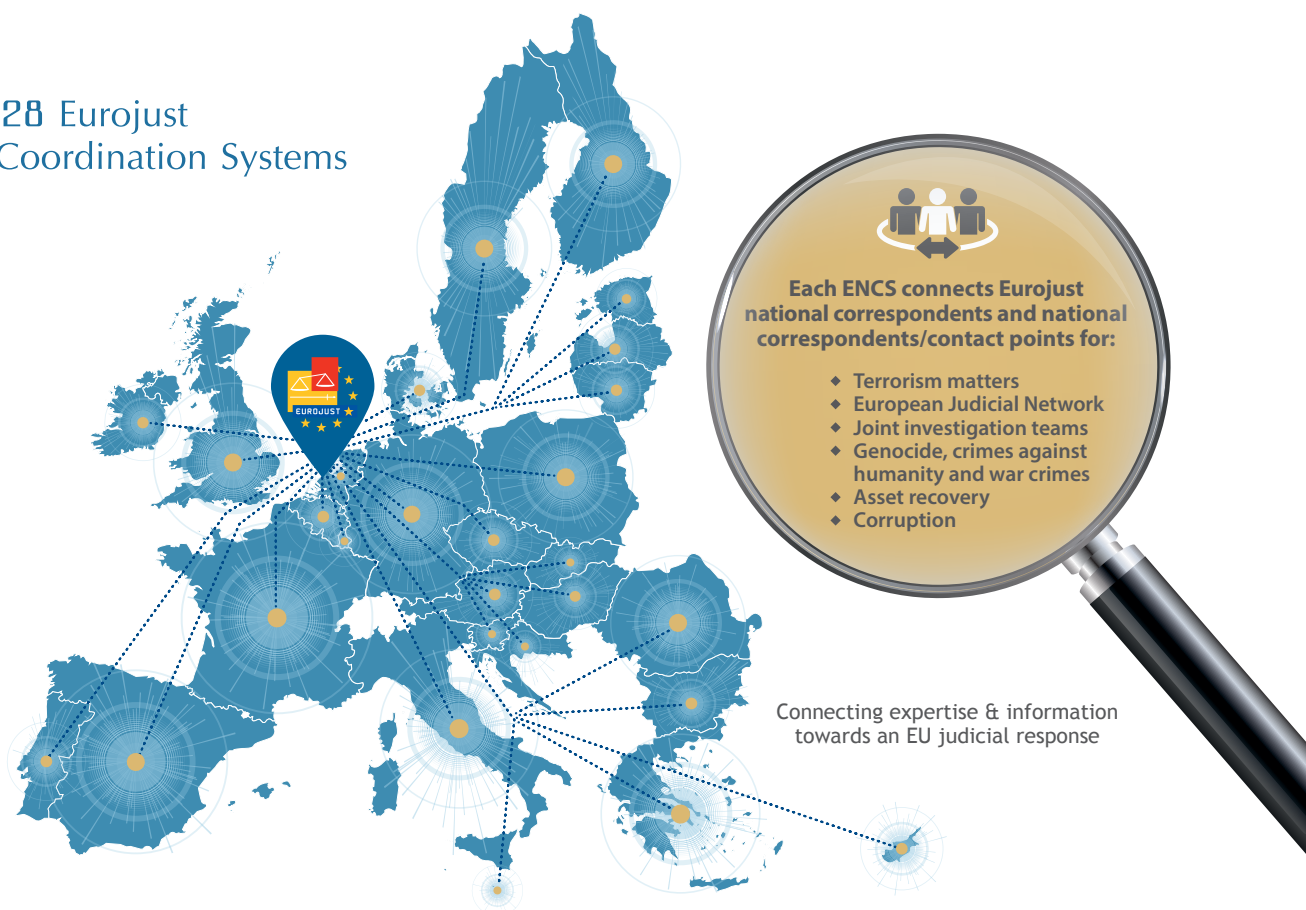 28 Eurojust
Coordination Systems
EUROJUST
Each ENCS connects Eurojust
national correspondents and national
correspondents/contact points for:
◆ Terrorism matters
◆ European Judicial Network
◆ Joint investigation teams
◆ Genocide, crimes against
humanity and war crimes
◆ Asset recovery
◆ Corruption
Connecting expertise & information
towards an EU judicial response